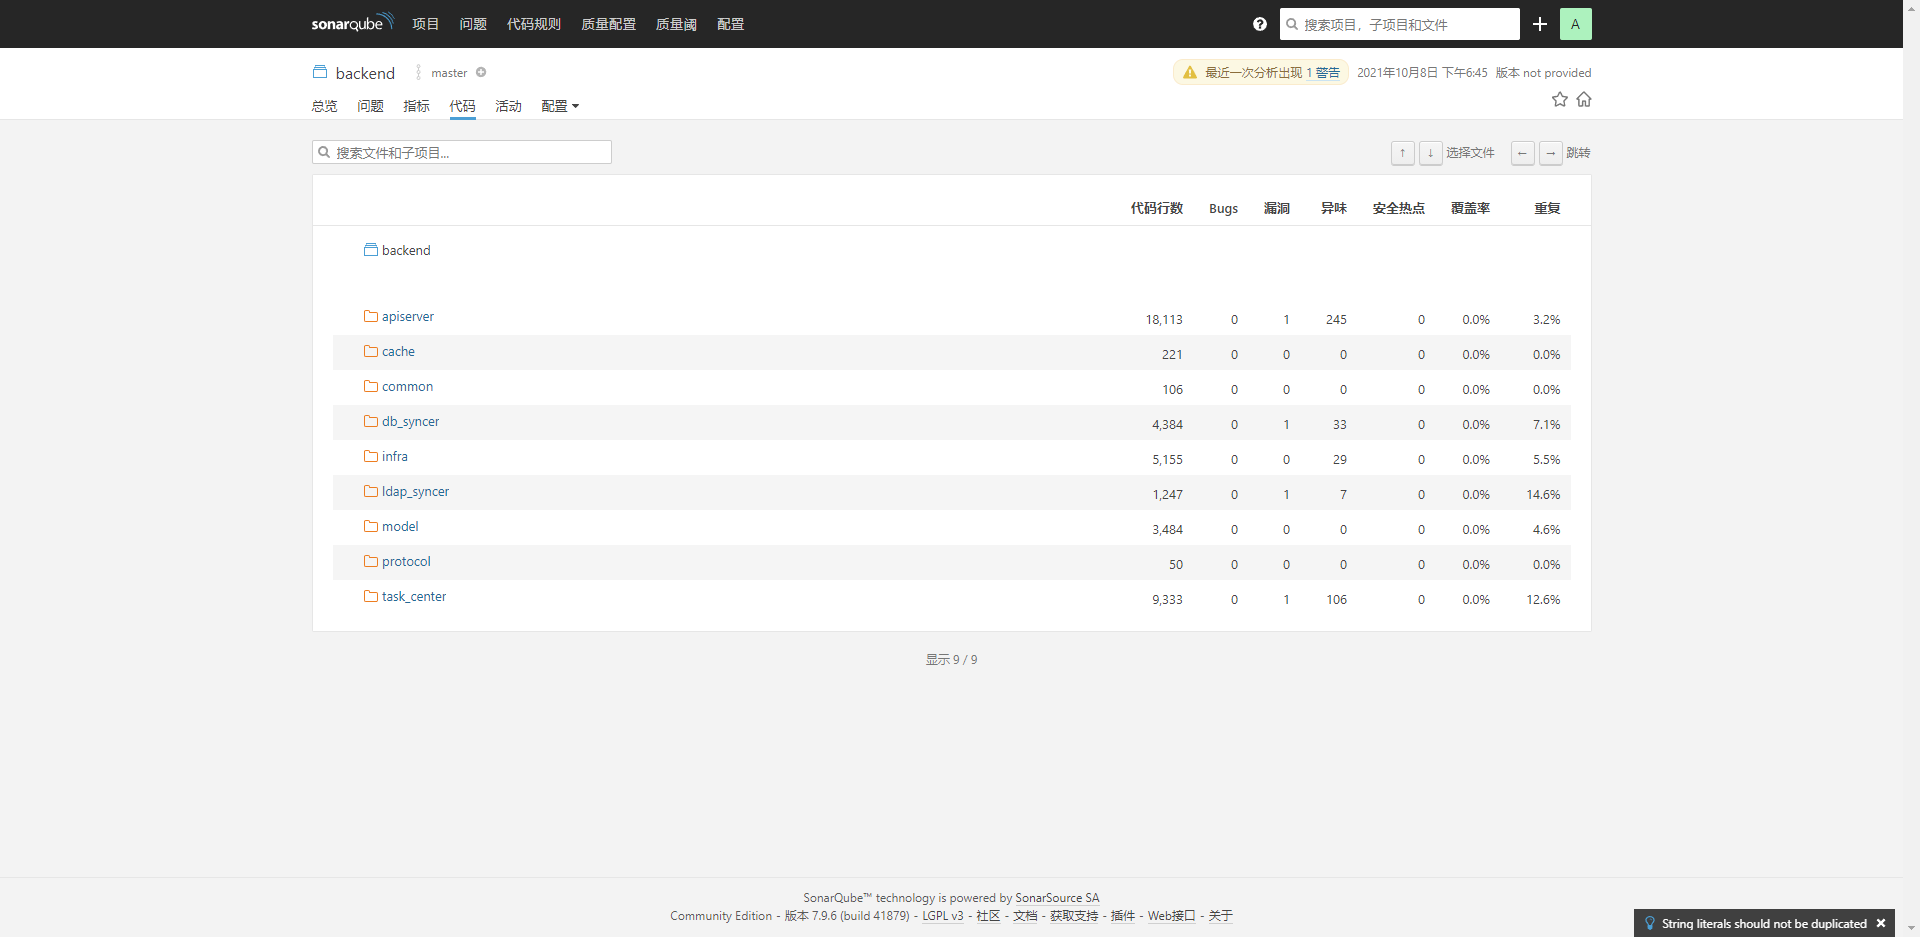 sonarqube 项目 问题 代码规则 质量配置 质量阈 配置 搜索项目，子项目和文件 A
backend master 最近一次分析出现 1 警告 2021年10月8日 下午6:45 版本 not provided
总览 问题 指标 代码 活动 配置
搜索文件和子项目... ↑ ↓ 选择文件 ← → 跳转
代码行数 Bugs 漏洞 异味 安全热点 覆盖率 重复
backend
apiserver 18,113 0 1 245 0 0.0% 3.2%
cache 221 0 0 0 0 0.0% 0.0%
common 106 0 0 0 0 0.0% 0.0%
db_syncer 4,384 0 1 33 0 0.0% 7.1%
infra 5,155 0 0 29 0 0.0% 5.5%
ldap_syncer 1,247 0 1 7 0 0.0% 14.6%
model 3,484 0 0 0 0 0.0% 4.6%
protocol 50 0 0 0 0 0.0% 0.0%
task_center 9,333 0 1 106 0 0.0% 12.6%
显示 9 / 9
SonarQube™ technology is powered by SonarSource SA
Community Edition - 版本 7.9.6 (build 41879) - LGPL v3 - 社区 - 文档 - 获取支持 - 插件 - Web接口 - 关于
String literals should not be duplicated